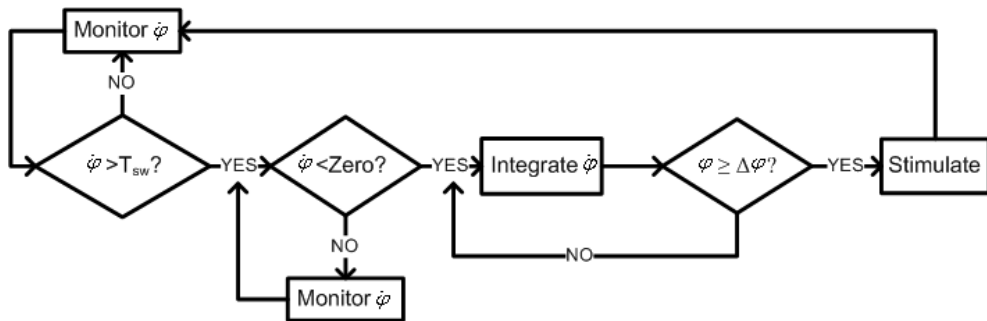 Monitor φ̇
NO
φ̇ >T_sw?
YES
φ̇ <Zero?
YES
Integrate φ̇
φ ≥ Δφ?
YES
Stimulate
NO
NO
Monitor φ̇